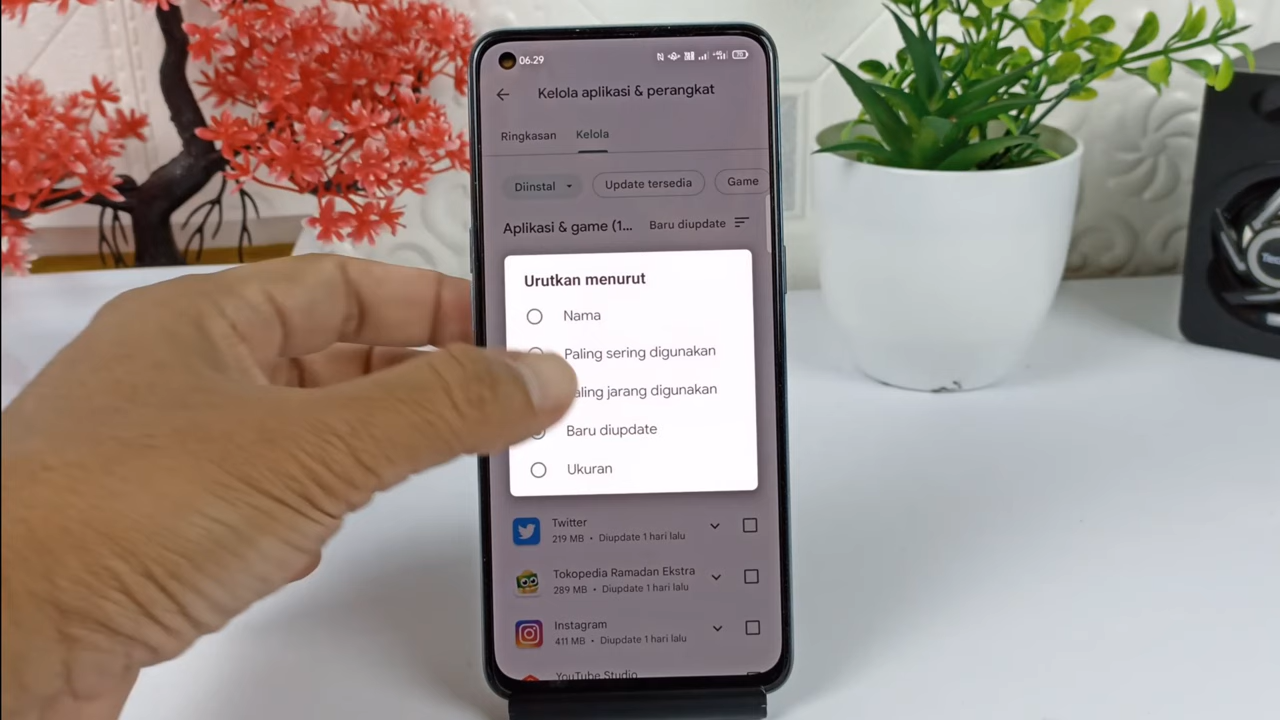 06.29
Kelola aplikasi & perangkat
Ringkasan Kelola
Diinstal Update tersedia Game
Aplikasi & game (1... Baru diupdate
Urutkan menurut
Nama
Paling sering digunakan
aling jarang digunakan
Baru diupdate
Ukuran
Twitter
219 MB • Diupdate 1 hari lalu
Tokopedia Ramadan Ekstra
289 MB • Diupdate 1 hari lalu
Instagram
411 MB • Diupdate 1 hari lalu
YouTube Studio